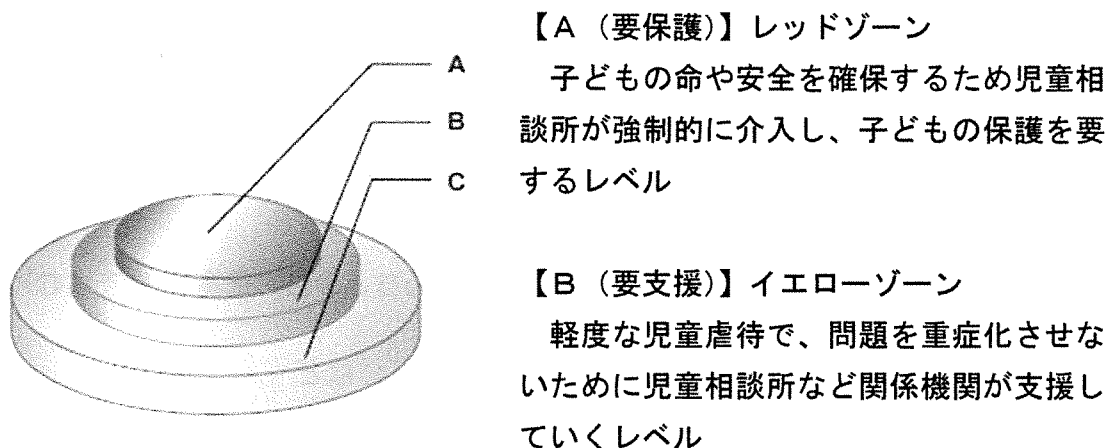 A
B
C
【A（要保護）】レッドゾーン
子どもの命や安全を確保するため児童相
談所が強制的に介入し、子どもの保護を要
するレベル
【B（要支援）】イエローゾーン
軽度な児童虐待で、問題を重症化させな
いために児童相談所など関係機関が支援し
ていくレベル